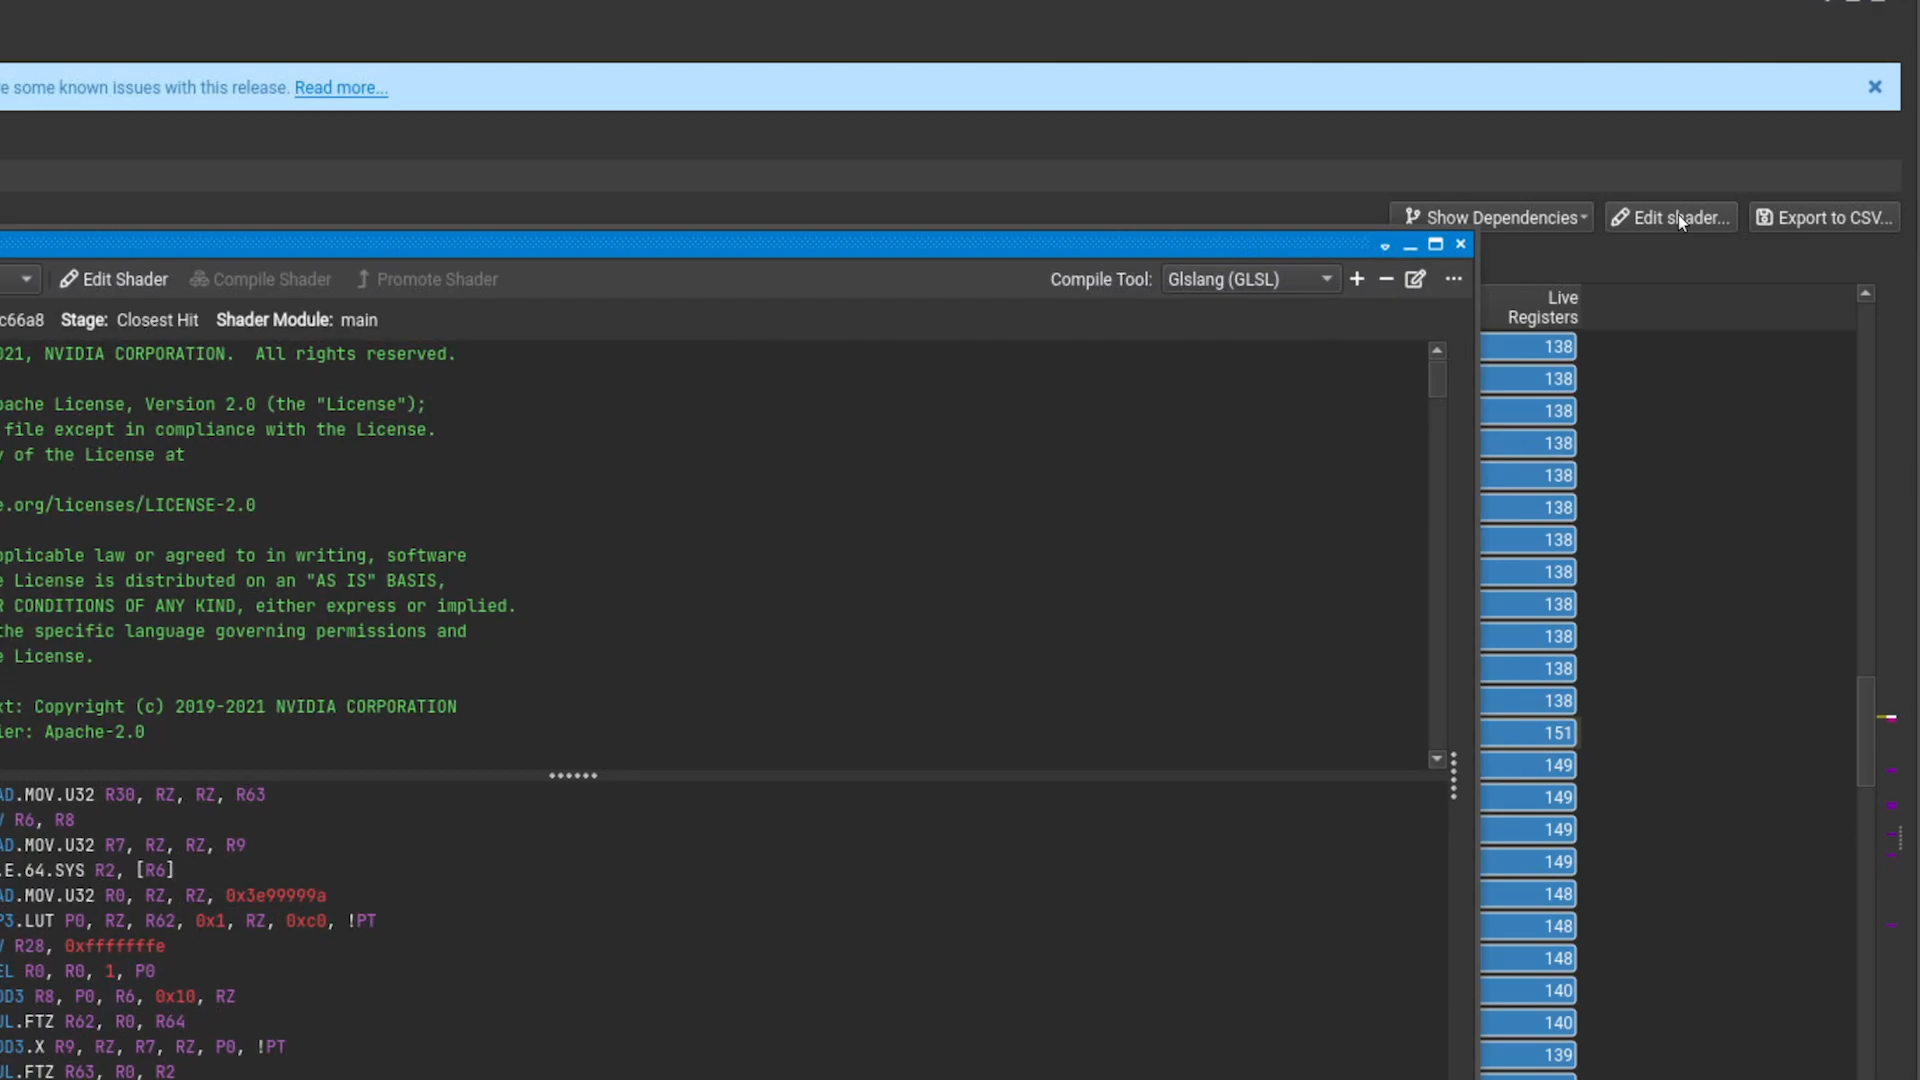 e some known issues with this release. Read more...
Show Dependencies
Edit shader...
Export to CSV...
Edit Shader
Compile Shader
Promote Shader
Compile Tool:
Glslang (GLSL)
c66a8 Stage: Closest Hit Shader Module: main
Live
Registers
021, NVIDIA CORPORATION.  All rights reserved.
pache License, Version 2.0 (the "License");
file except in compliance with the License.
y of the License at
e.org/licenses/LICENSE-2.0
pplicable law or agreed to in writing, software
e License is distributed on an "AS IS" BASIS,
R CONDITIONS OF ANY KIND, either express or implied.
the specific language governing permissions and
e License.
xt: Copyright (c) 2019-2021 NVIDIA CORPORATION
ier: Apache-2.0
AD.MOV.U32 R30, RZ, RZ, R63
V R6, R8
AD.MOV.U32 R7, RZ, RZ, R9
.E.64.SYS R2, [R6]
AD.MOV.U32 R0, RZ, RZ, 0x3e99999a
P3.LUT P0, RZ, R62, 0x1, RZ, 0xc0, !PT
V R28, 0xfffffffe
EL R0, R0, 1, P0
DD3 R8, P0, R6, 0x10, RZ
UL.FTZ R62, R0, R64
DD3.X R9, RZ, R7, RZ, P0, !PT
UL.FTZ R63, R0, R2
138
138
138
138
138
138
138
138
138
138
138
138
151
149
149
149
149
148
148
148
140
140
139